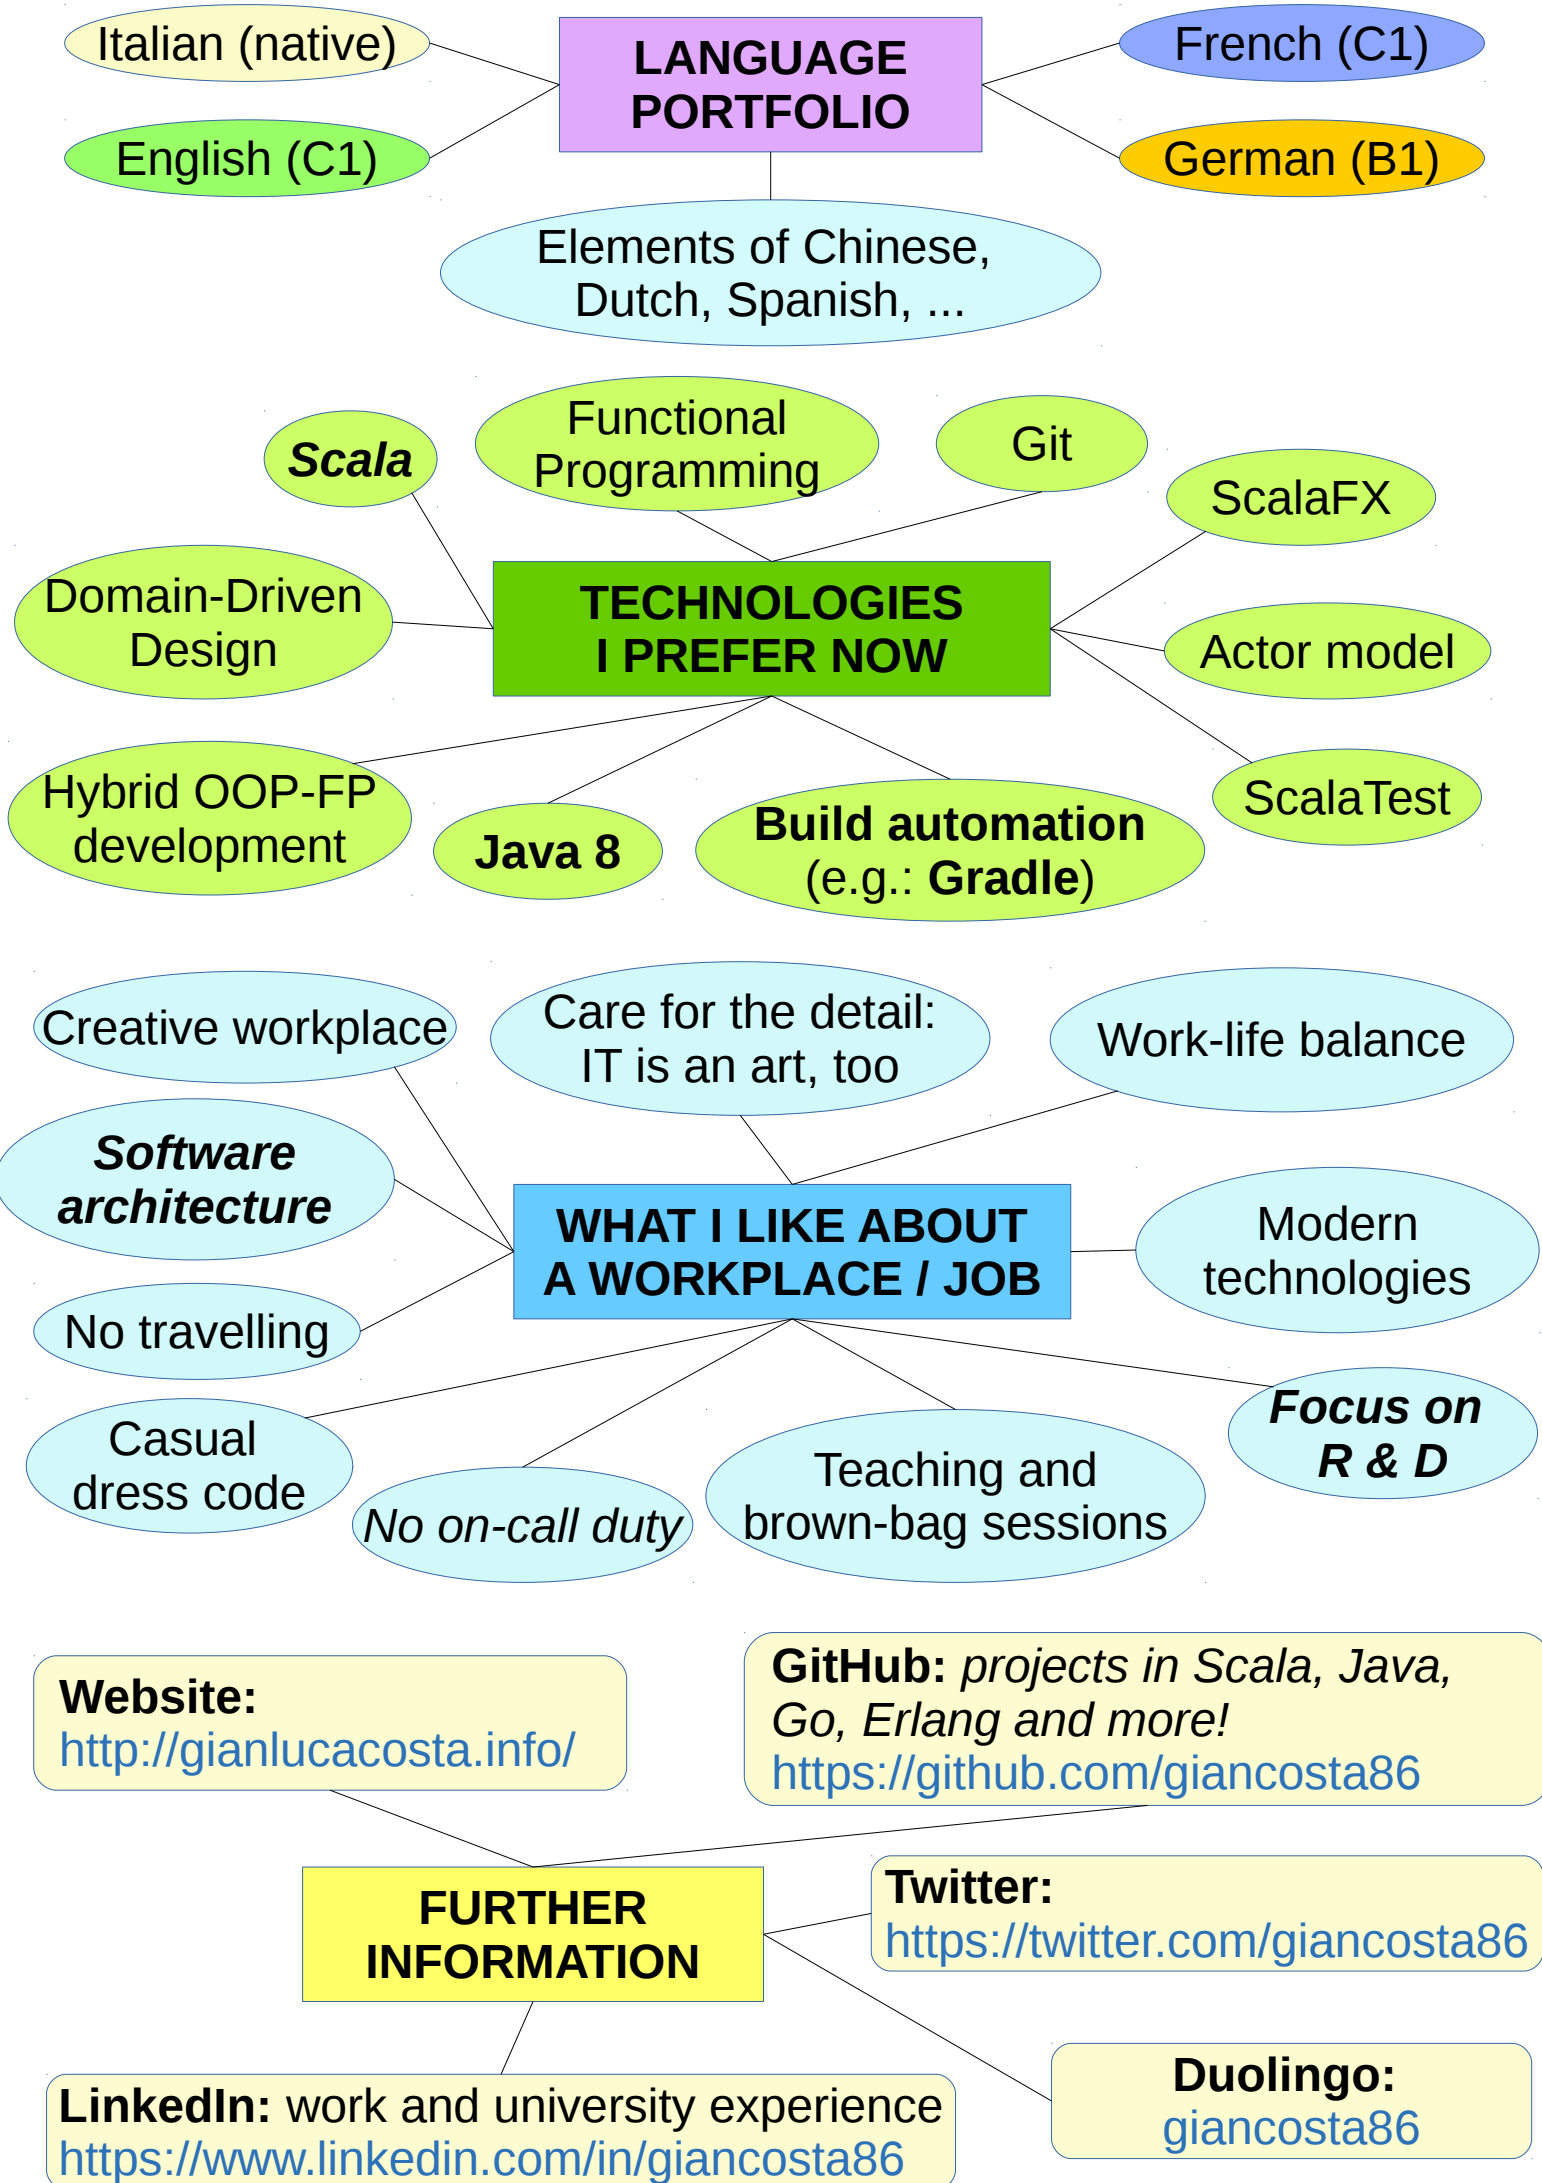 Italian (native)
LANGUAGE
PORTFOLIO
French (C1)
English (C1)
German (B1)
Elements of Chinese,
Dutch, Spanish, ...
Scala
Functional
Programming
Git
ScalaFX
Domain-Driven
Design
TECHNOLOGIES
I PREFER NOW
Actor model
Hybrid OOP-FP
development
Java 8
Build automation
(e.g.: Gradle)
ScalaTest
Creative workplace
Care for the detail:
IT is an art, too
Work-life balance
Software
architecture
WHAT I LIKE ABOUT
A WORKPLACE / JOB
Modern
technologies
No travelling
Casual
dress code
No on-call duty
Teaching and
brown-bag sessions
Focus on
R & D
Website:
http://gianlucacosta.info/
GitHub: projects in Scala, Java,
Go, Erlang and more!
https://github.com/giancosta86
FURTHER
INFORMATION
Twitter:
https://twitter.com/giancosta86
LinkedIn: work and university experience
https://www.linkedin.com/in/giancosta86
Duolingo:
giancosta86